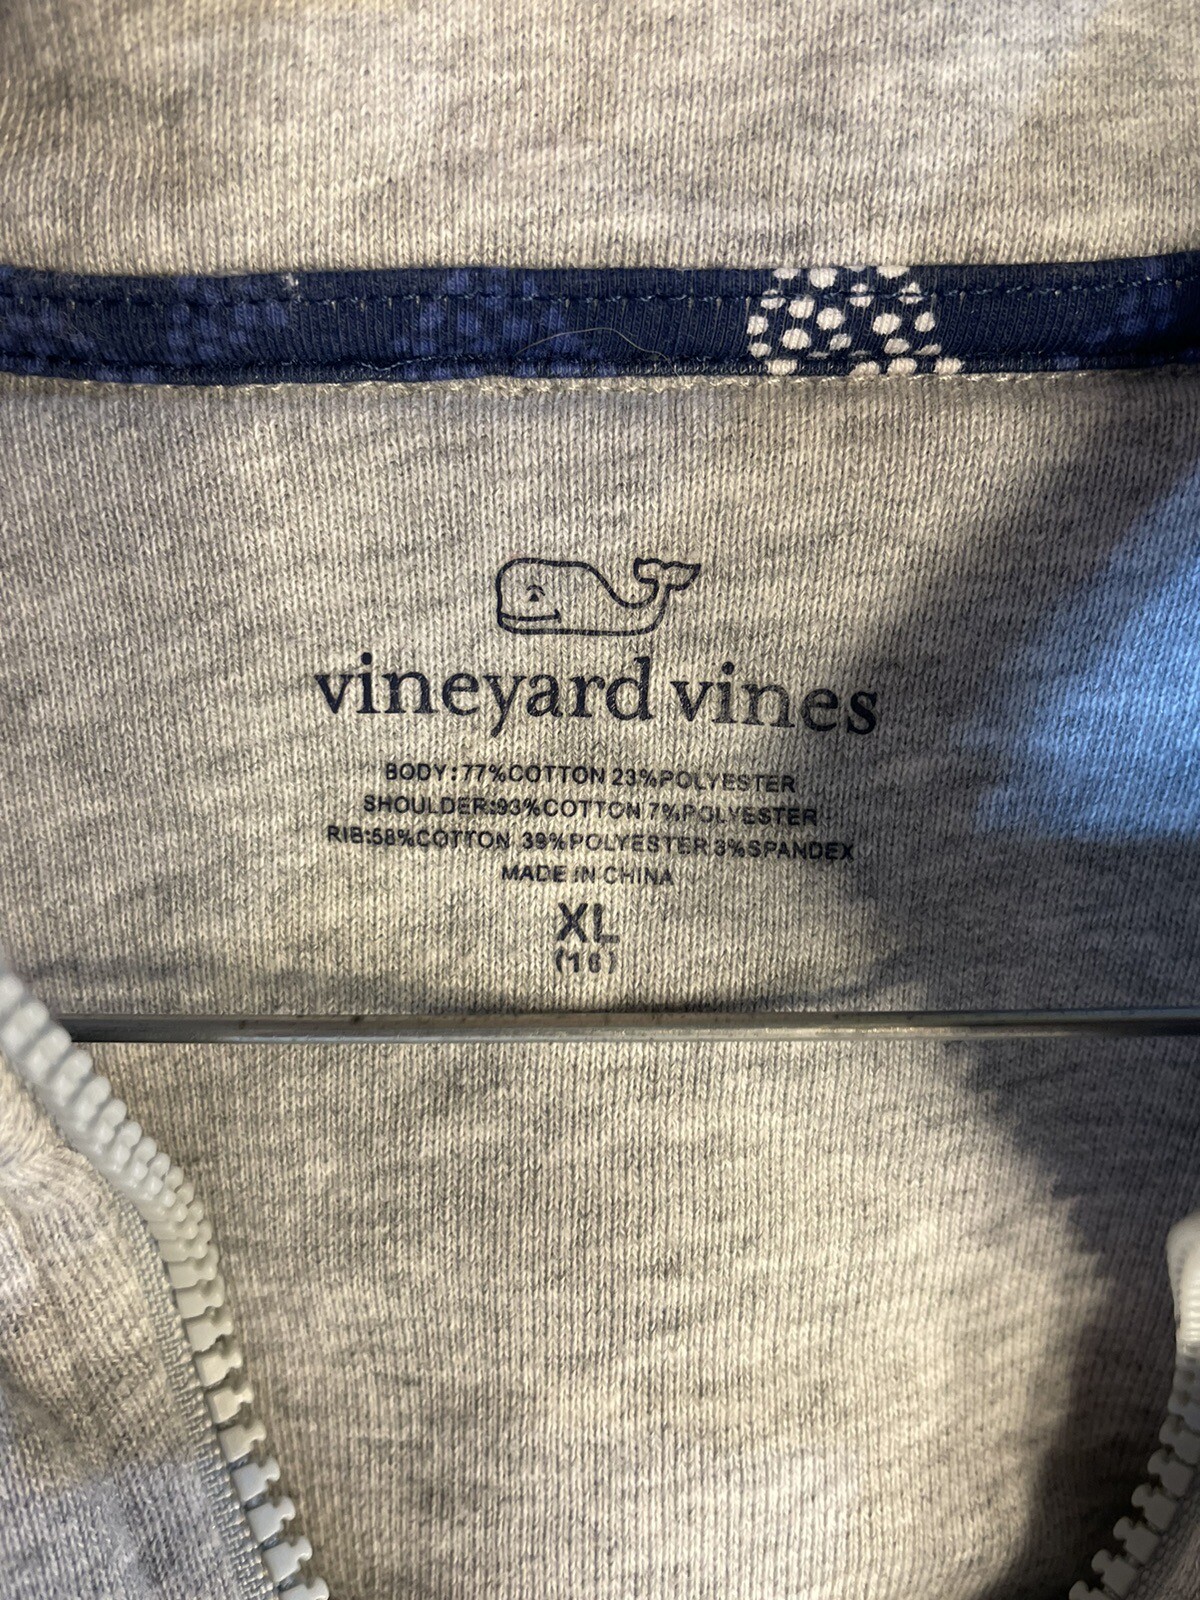 vineyard vines
BODY:77%COTTON 23%POLYESTER
SHOULDER:93%COTTON 7%POLYESTER
RIB:58%COTTON 39%POLYESTER 3%SPANDEX
MADE IN CHINA
XL
(16)